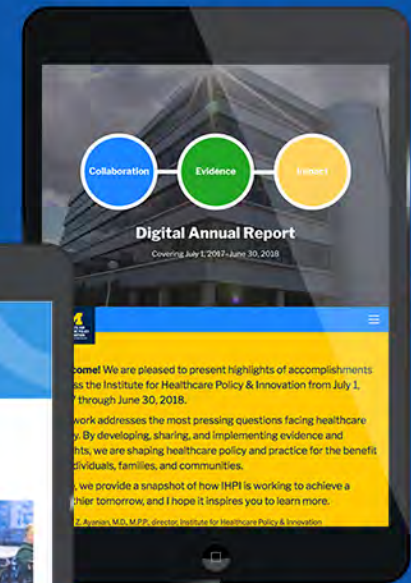 Collaboration Evidence Impact
Digital Annual Report
Covering July 1, 2017–June 30, 2018
M
come! We are pleased to present highlights of accomplishments
ss the Institute for Healthcare Policy & Innovation from July 1,
through June 30, 2018.
work addresses the most pressing questions facing healthcare
y. By developing, sharing, and implementing evidence and
hts, we are shaping healthcare policy and practice for the benefit
dividuals, families, and communities.
, we provide a snapshot of how IHPI is working to achieve a
thier tomorrow, and I hope it inspires you to learn more.
Z. Ayanian, M.D., M.P.P., director, Institute for Healthcare Policy & Innovation